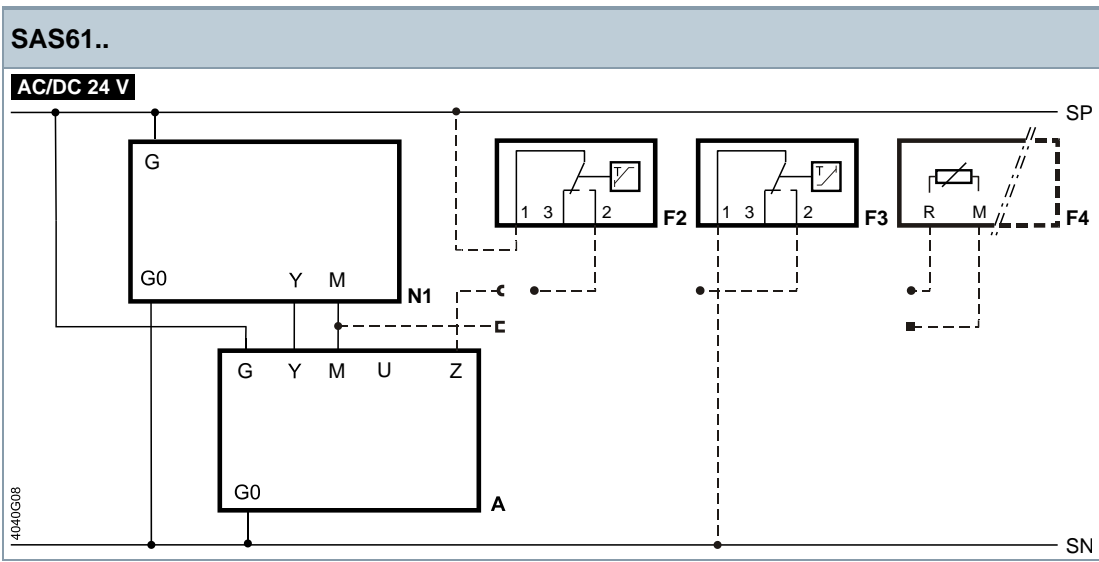 SAS61..
AC/DC 24 V
SP
G
T
T
1 3 2
F2
1 3 2
F3
R M
F4
G0 Y M
N1
G Y M U Z
G0
A
4040G08
SN